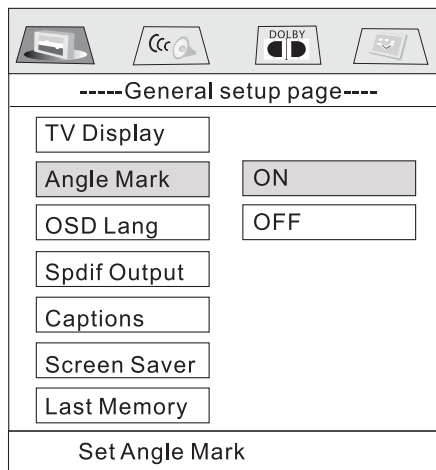 DOLBY
-----General setup page----
TV Display
Angle Mark
ON
OSD Lang
OFF
Spdif Output
Captions
Screen Saver
Last Memory
Set Angle Mark